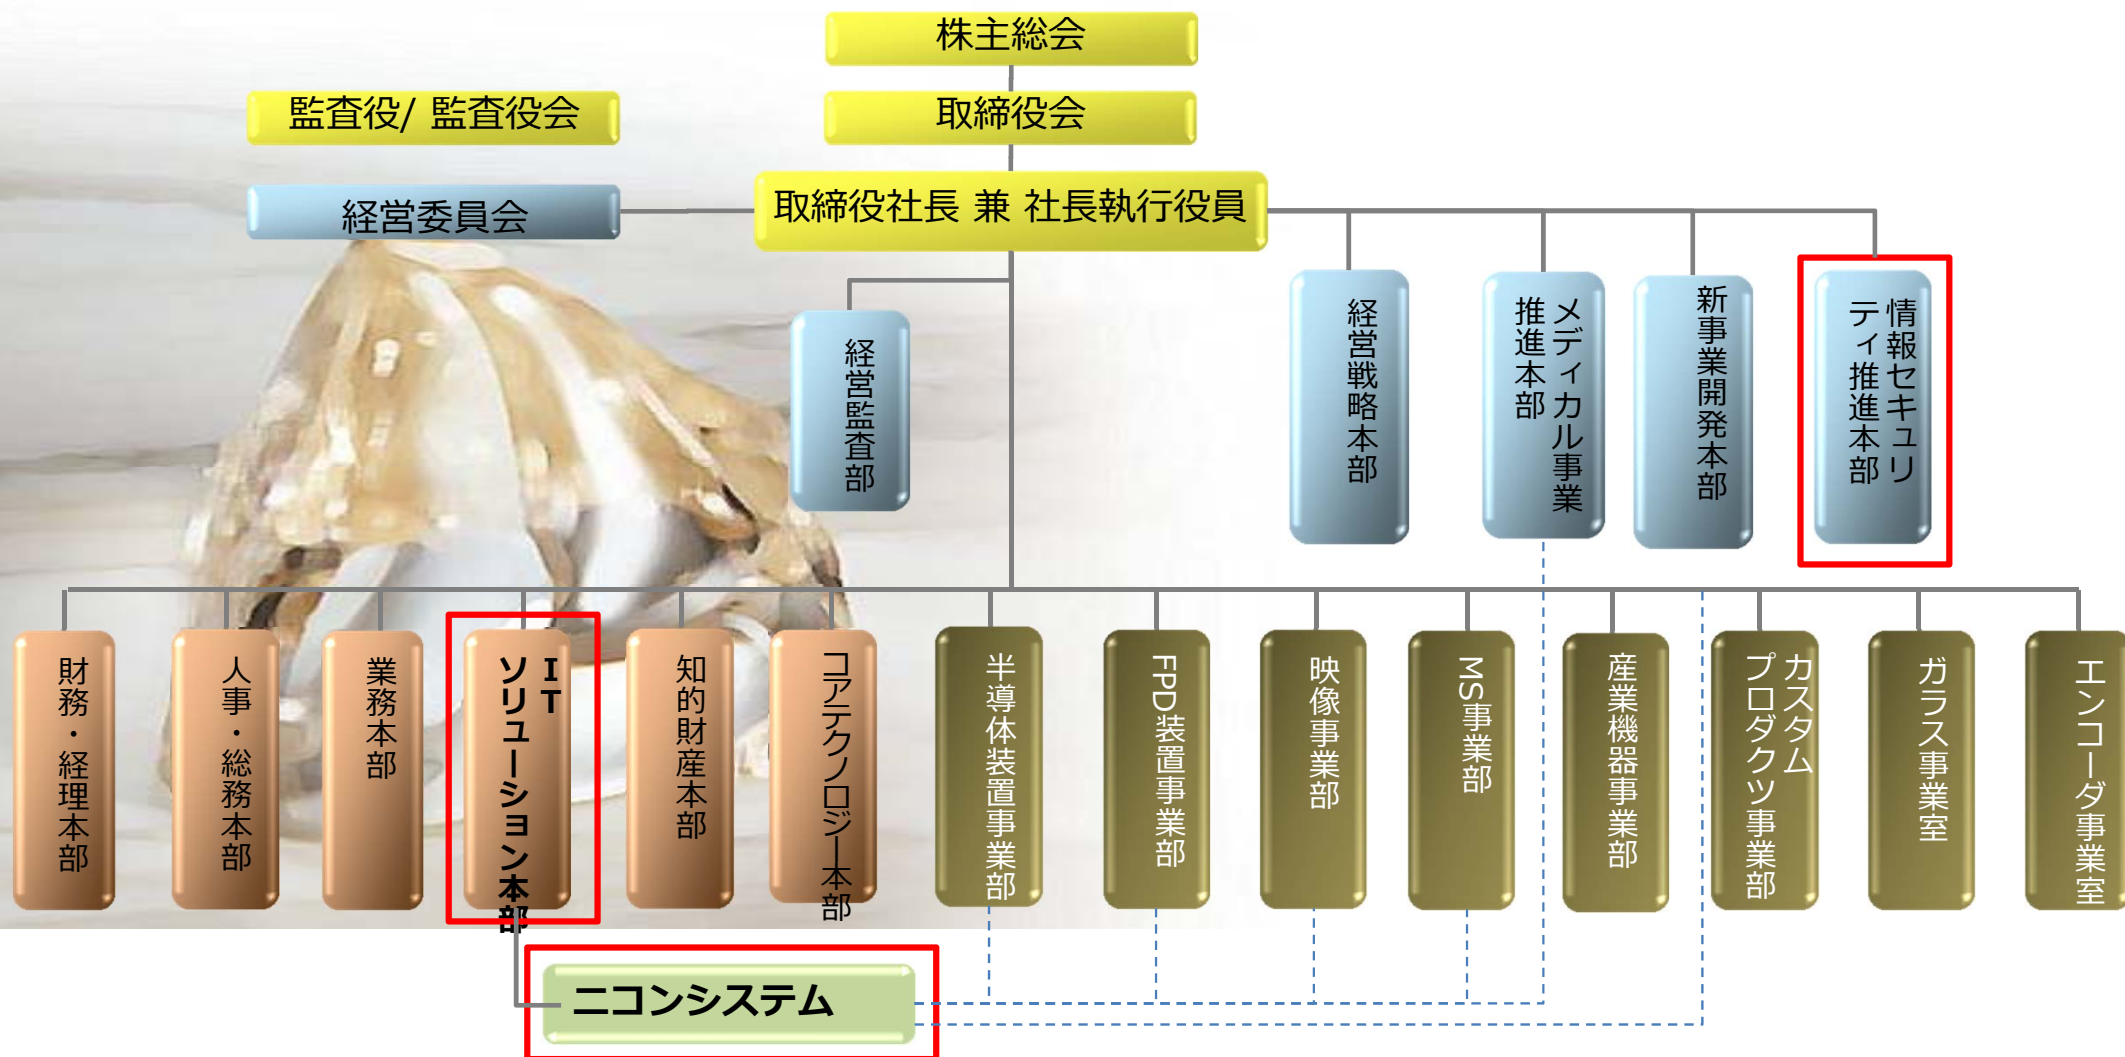 株主総会
監査役/ 監査役会
取締役会
経営委員会
取締役社長 兼 社長執行役員
経営監査部
経営戦略本部
メディカル事業
推進本部
新事業開発本部
情報セキュリ
ティ推進本部
財務・経理本部
人事・総務本部
業務本部
IT
ソリューション本部
知的財産本部
コアテクノロジー本部
半導体装置事業部
FPD装置事業部
映像事業部
MS事業部
産業機器事業部
カスタム
プロダクツ事業部
ガラス事業室
エンコーダ事業室
ニコンシステム